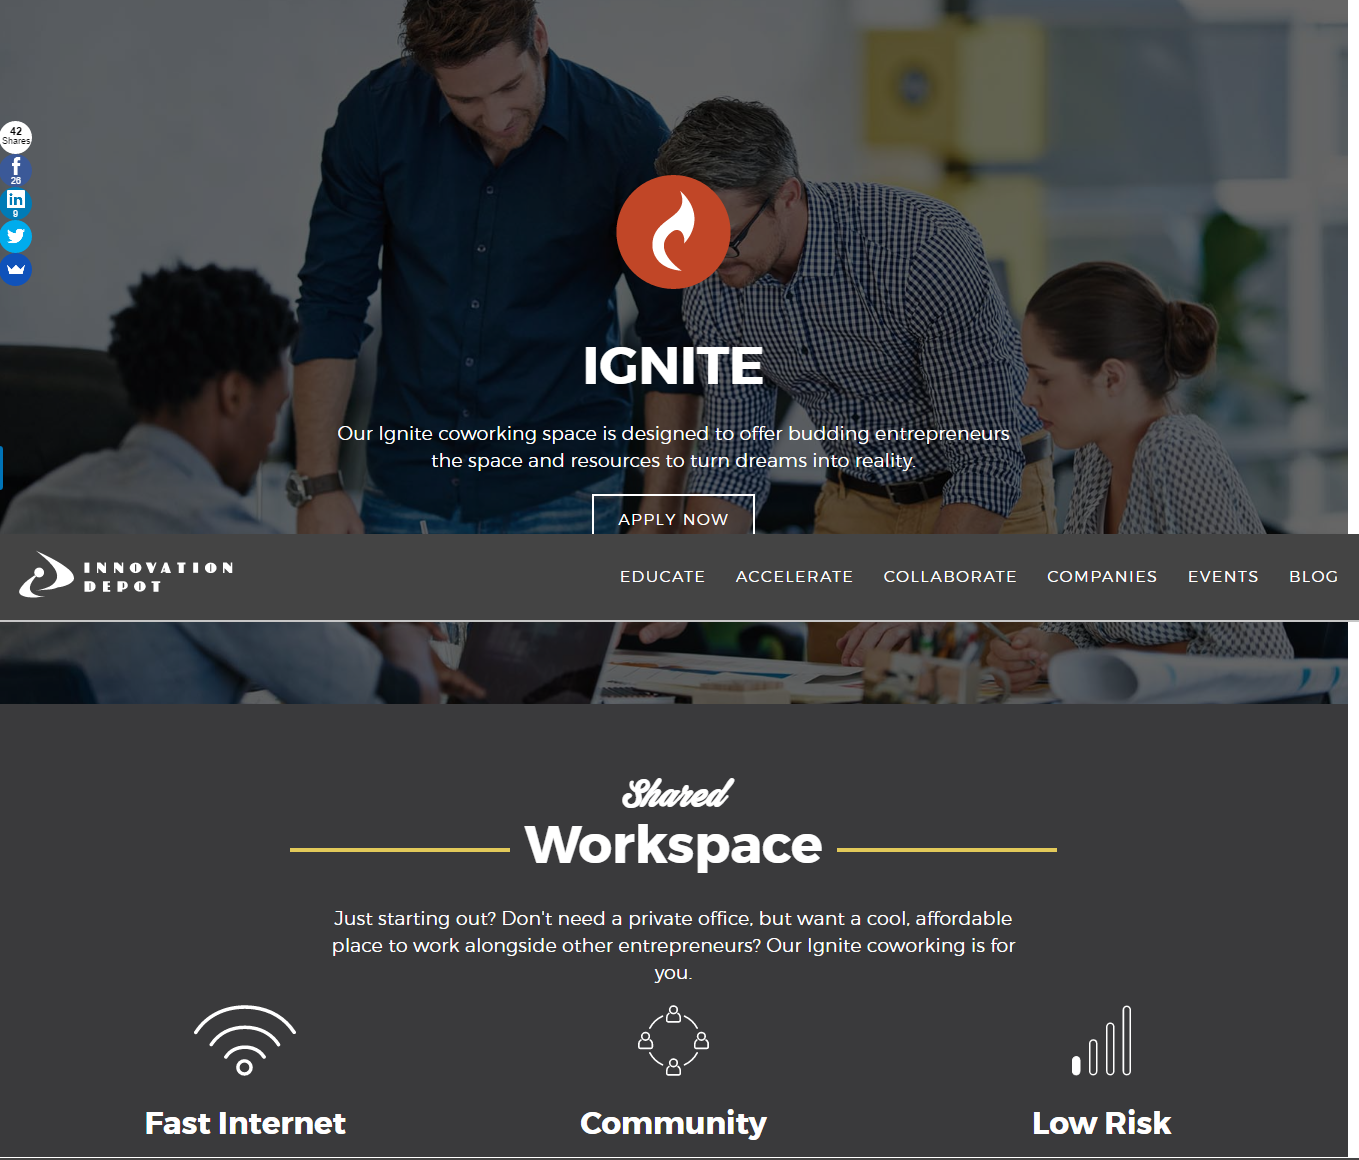 42
Shares
26
9
IGNITE
Our Ignite coworking space is designed to offer budding entrepreneurs
the space and resources to turn dreams into reality.
APPLY NOW
INNOVATION
DEPOT
EDUCATE ACCELERATE COLLABORATE COMPANIES EVENTS BLOG
Shared
Workspace
Just starting out? Don't need a private office, but want a cool, affordable
place to work alongside other entrepreneurs? Our Ignite coworking is for
you.
Fast Internet Community Low Risk